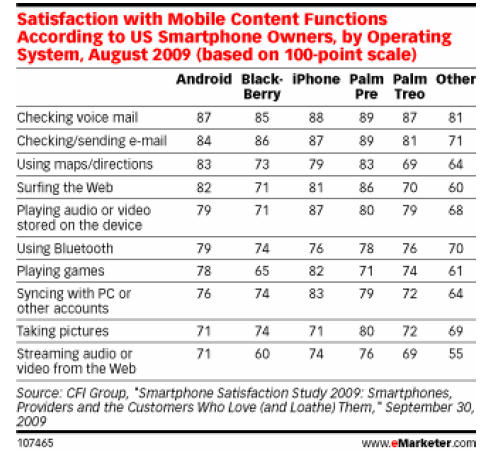 Satisfaction with Mobile Content Functions
According to US Smartphone Owners, by Operating
System, August 2009 (based on 100-point scale)
Android Black- iPhone Palm Palm Other
Berry Pre Treo
Checking voice mail 87 85 88 89 87 81
Checking/sending e-mail 84 86 87 89 81 71
Using maps/directions 83 73 79 83 69 64
Surfing the Web 82 71 81 86 70 60
Playing audio or video 79 71 87 80 79 68
stored on the device
Using Bluetooth 79 74 76 78 76 70
Playing games 78 65 82 71 74 61
Syncing with PC or 76 74 83 79 72 64
other accounts
Taking pictures 71 74 71 80 72 69
Streaming audio or 71 60 74 76 69 55
video from the Web
Source: CFI Group, "Smartphone Satisfaction Study 2009: Smartphones,
Providers and the Customers Who Love (and Loathe) Them," September 30,
2009
107465 www.eMarketer.com